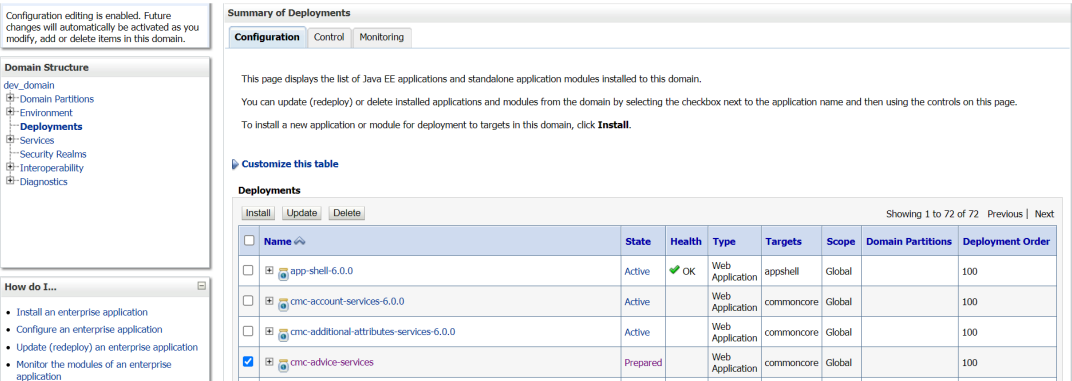 Configuration editing is enabled. Future
changes will automatically be activated as you
modify, add or delete items in this domain.
Domain Structure
dev_domain
Domain Partitions
Environment
Deployments
Services
Security Realms
Interoperability
Diagnostics
How do I...
Install an enterprise application
Configure an enterprise application
Update (redeploy) an enterprise application
Monitor the modules of an enterprise
application
Summary of Deployments
Configuration Control Monitoring
This page displays the list of Java EE applications and standalone application modules installed to this domain.
You can update (redeploy) or delete installed applications and modules from the domain by selecting the checkbox next to the application name and then using the controls on this page.
To install a new application or module for deployment to targets in this domain, click Install.
Customize this table
Deployments
Install Update Delete Showing 1 to 72 of 72 Previous | Next
Name State Health Type Targets Scope Domain Partitions Deployment Order
app-shell-6.0.0 Active OK Web Application appshell Global 100
cmc-account-services-6.0.0 Active Web Application commoncore Global 100
cmc-additional-attributes-services-6.0.0 Active Web Application commoncore Global 100
cmc-advice-services Prepared Web Application commoncore Global 100